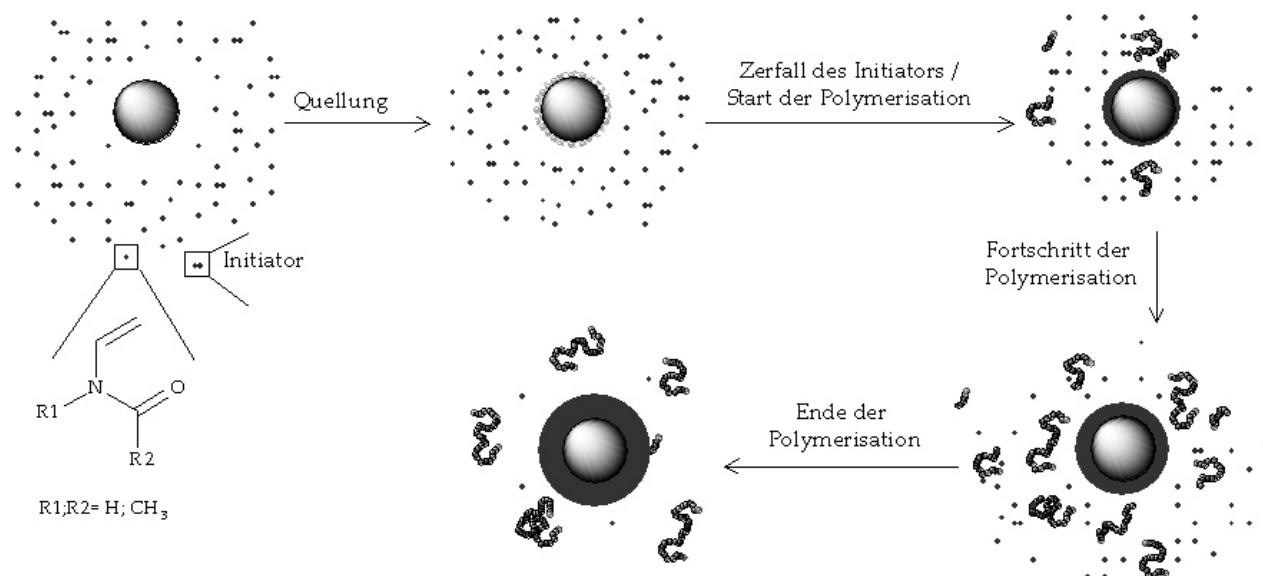 Quellung
Zerfall des Initiators /
Start der Polymerisation
Fortschritt der
Polymerisation
Ende der
Polymerisation
Initiator
N
O
R1
R2
R1;R2= H; CH3